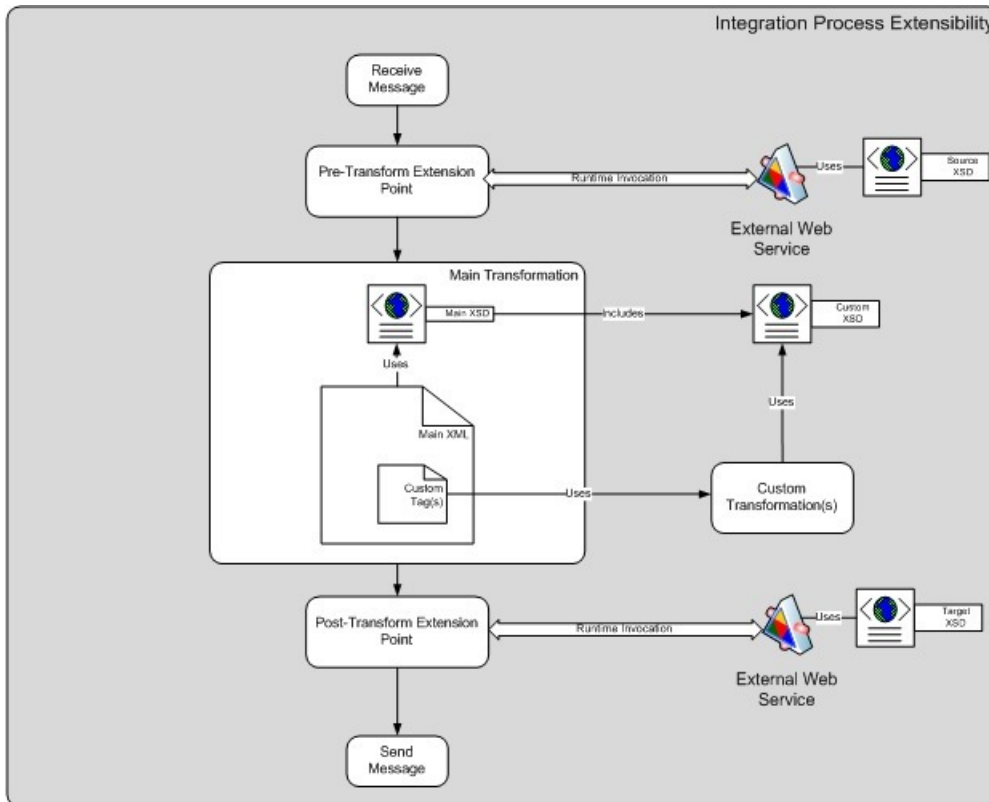 Integration Process Extensibility
Receive
Message
Pre-Transform Extension
Point
Runtime Invocation
Uses
Source
XSD
External Web
Service
Main Transformation
Main XSD
Includes
Custom
XSD
Uses
Uses
Main XML
Custom
Tag(s)
Uses
Custom
Transformation(s)
Post-Transform Extension
Point
Runtime Invocation
Uses
Target
XSD
External Web
Service
Send
Message